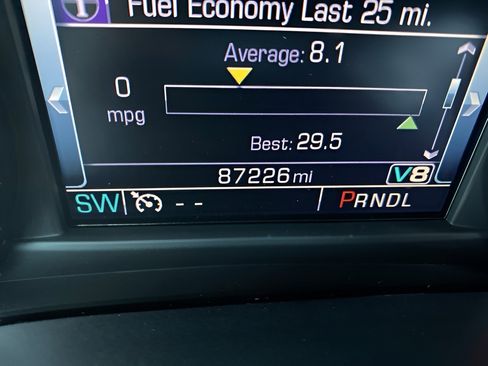 Fuel Economy Last 25 mi.
Average: 8.1
0
mpg
Best: 29.5
87226 mi V8
SW -- PRNDL